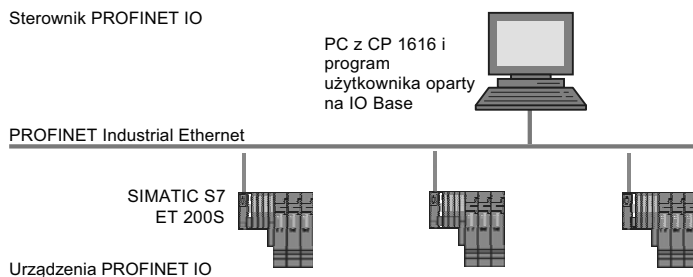 Sterownik PROFINET IO
PC z CP 1616 i
program
użytkownika oparty
na IO Base
PROFINET Industrial Ethernet
SIMATIC S7
ET 200S
Urządzenia PROFINET IO